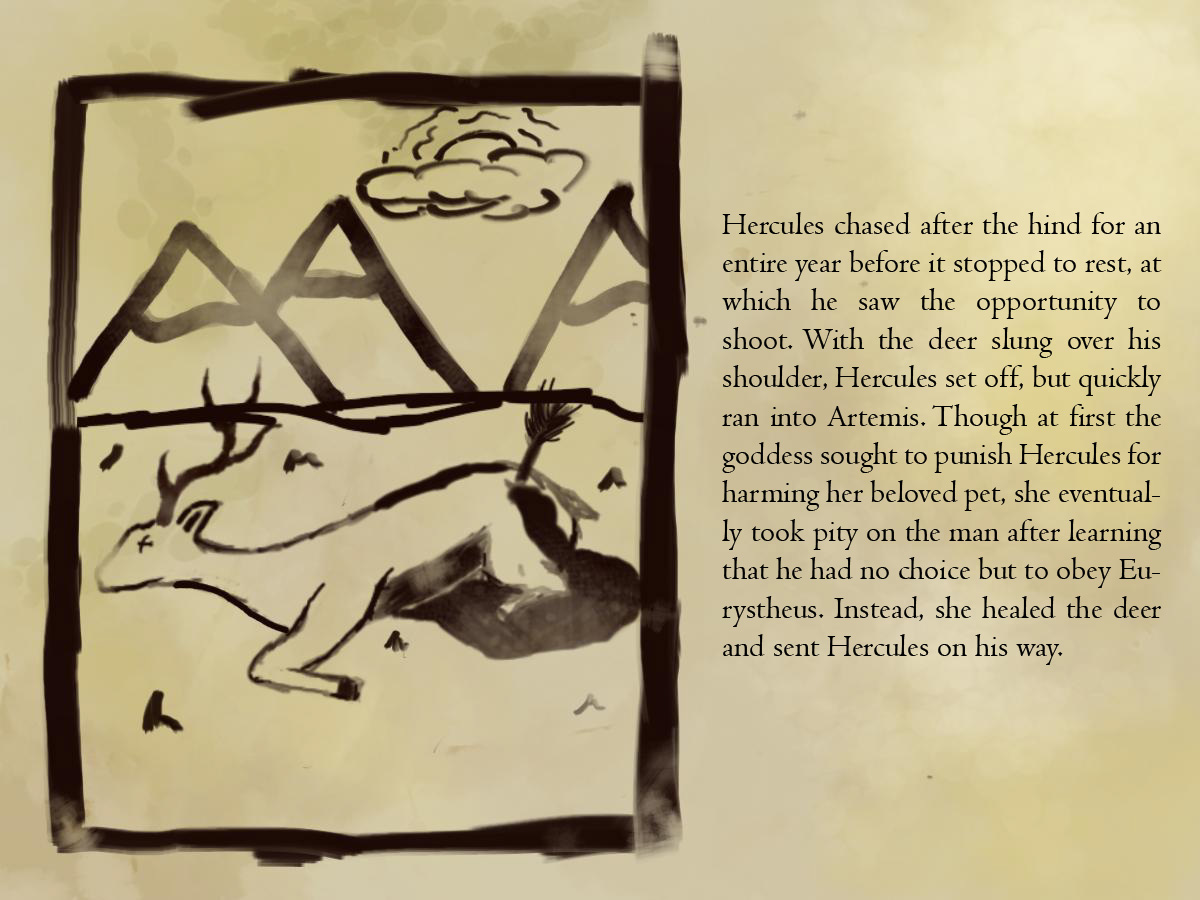 Hercules chased after the hind for an
entire year before it stopped to rest, at
which he saw the opportunity to
shoot. With the deer slung over his
shoulder, Hercules set off, but quickly
ran into Artemis. Though at first the
goddess sought to punish Hercules for
harming her beloved pet, she eventual-
ly took pity on the man after learning
that he had no choice but to obey Eu-
rystheus. Instead, she healed the deer
and sent Hercules on his way.